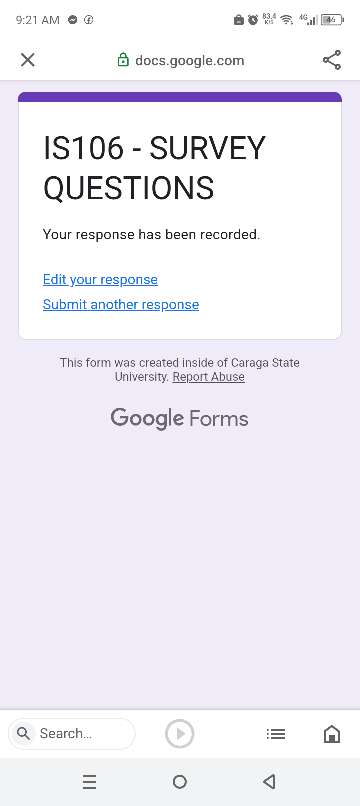 9:21 AM
83.4
K/s
4G
46
docs.google.com
IS106 - SURVEY
QUESTIONS
Your response has been recorded.
Edit your response
Submit another response
This form was created inside of Caraga State
University. Report Abuse
Google Forms
Search...